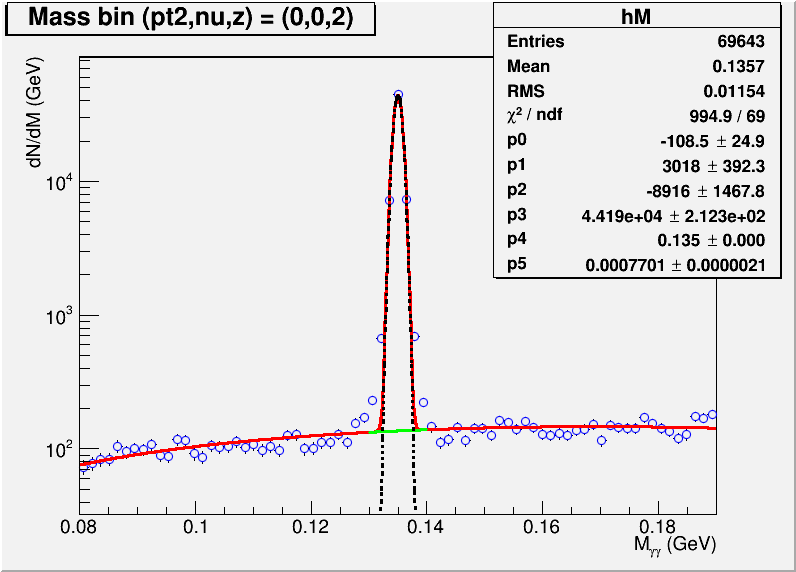 Mass bin (pt2,nu,z) = (0,0,2)
hM
Entries 69643
Mean 0.1357
RMS 0.01154
χ² / ndf 994.9 / 69
p0 -108.5 ± 24.9
p1 3018 ± 392.3
p2 -8916 ± 1467.8
p3 4.419e+04 ± 2.123e+02
p4 0.135 ± 0.000
p5 0.0007701 ± 0.0000021
dN/dM (GeV)
10⁴
10³
10²
0.08 0.1 0.12 0.14 0.16 0.18
Mγγ (GeV)